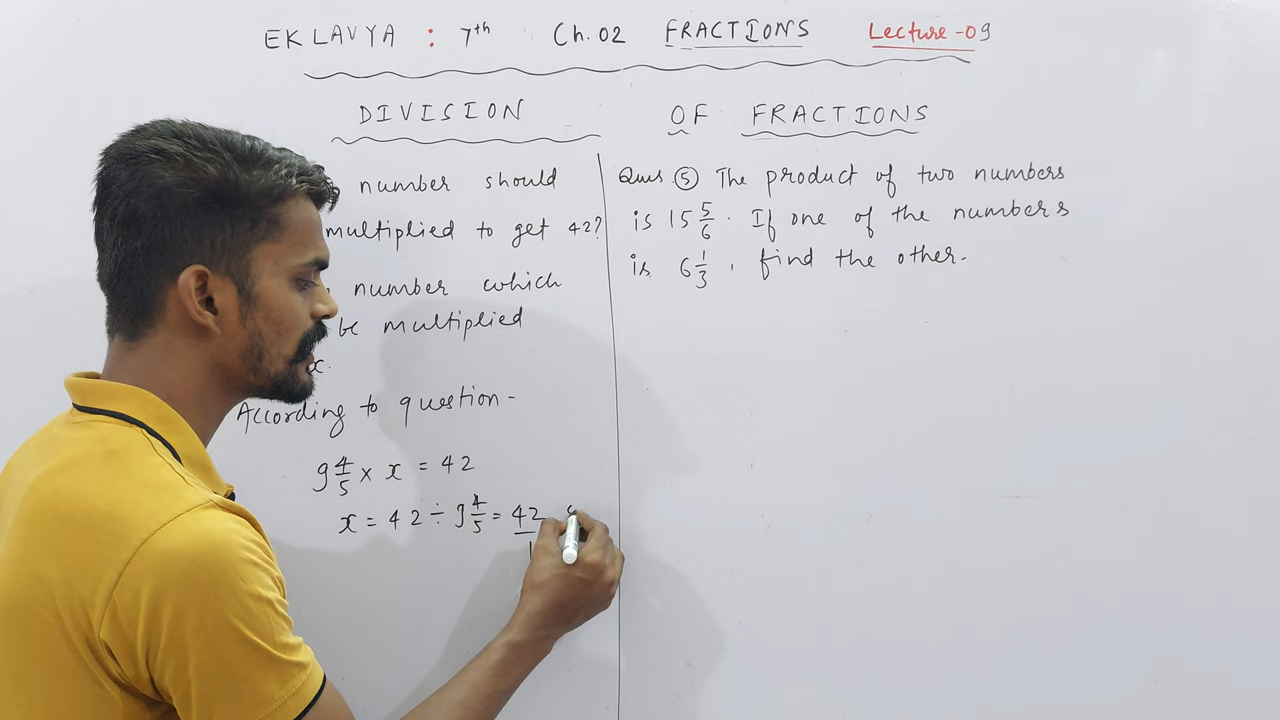 EKLAVYA : 7th Ch. 02 FRACTIONS Lecture-09
DIVISION OF FRACTIONS
number should
multiplied to get 42?
number which
be multiplied
x.
According to question-
9 4/5 × x = 42
x = 42 ÷ 9 4/5 = 42/1
Ques. ⑤ The product of two numbers
is 15 5/6. If one of the numbers
is 6 1/3, find the other.